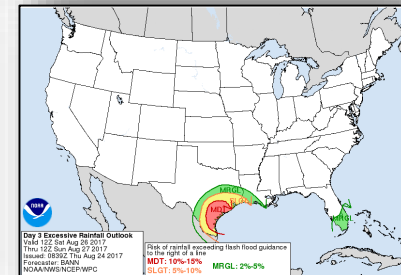 MRGL
SLGT
MDT
MRGL
NOAA
Day 3 Excessive Rainfall Outlook
Valid 12Z Sat Aug 26 2017
Thru 12Z Sun Aug 27 2017
Issued: 0839Z Thu Aug 24 2017
Forecaster: BANN
NOAA/NWS/NCEP/WPC
Risk of rainfall exceeding flash flood guidance
to the right of a line
MDT: 10%-15%
SLGT: 5%-10%
MRGL: 2%-5%